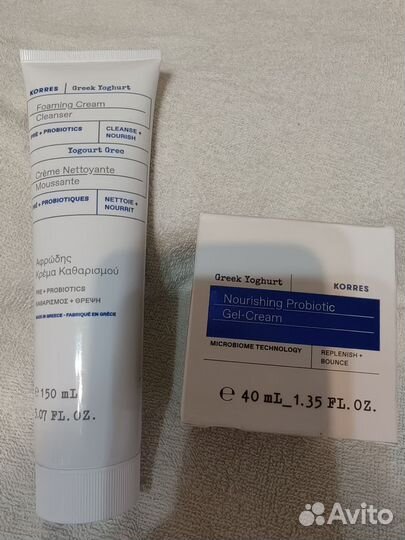 KORRES | Greek Yoghurt
Foaming Cream
Cleanser
PRE + PROBIOTICS
CLEANSE +
NOURISH
Yogourt Grec
Crème Nettoyante
Moussante
PRÉ + PROBIOTIQUES
NETTOIE +
NOURRIT
Αφρώδης
Κρέμα Καθαρισμού
PRE + PROBIOTICS
ΚΑΘΑΡΙΣΜΟΣ + ΘΡΕΨΗ
MADE IN GREECE - FABRIQUÉ EN GRÈCE
℮ 150 mL
5.07 FL.OZ.
Greek Yoghurt
KORRES
Nourishing Probiotic
Gel-Cream
MICROBIOME TECHNOLOGY
REPLENISH +
BOUNCE
℮ 40 mL_1.35 FL.OZ.
Avito